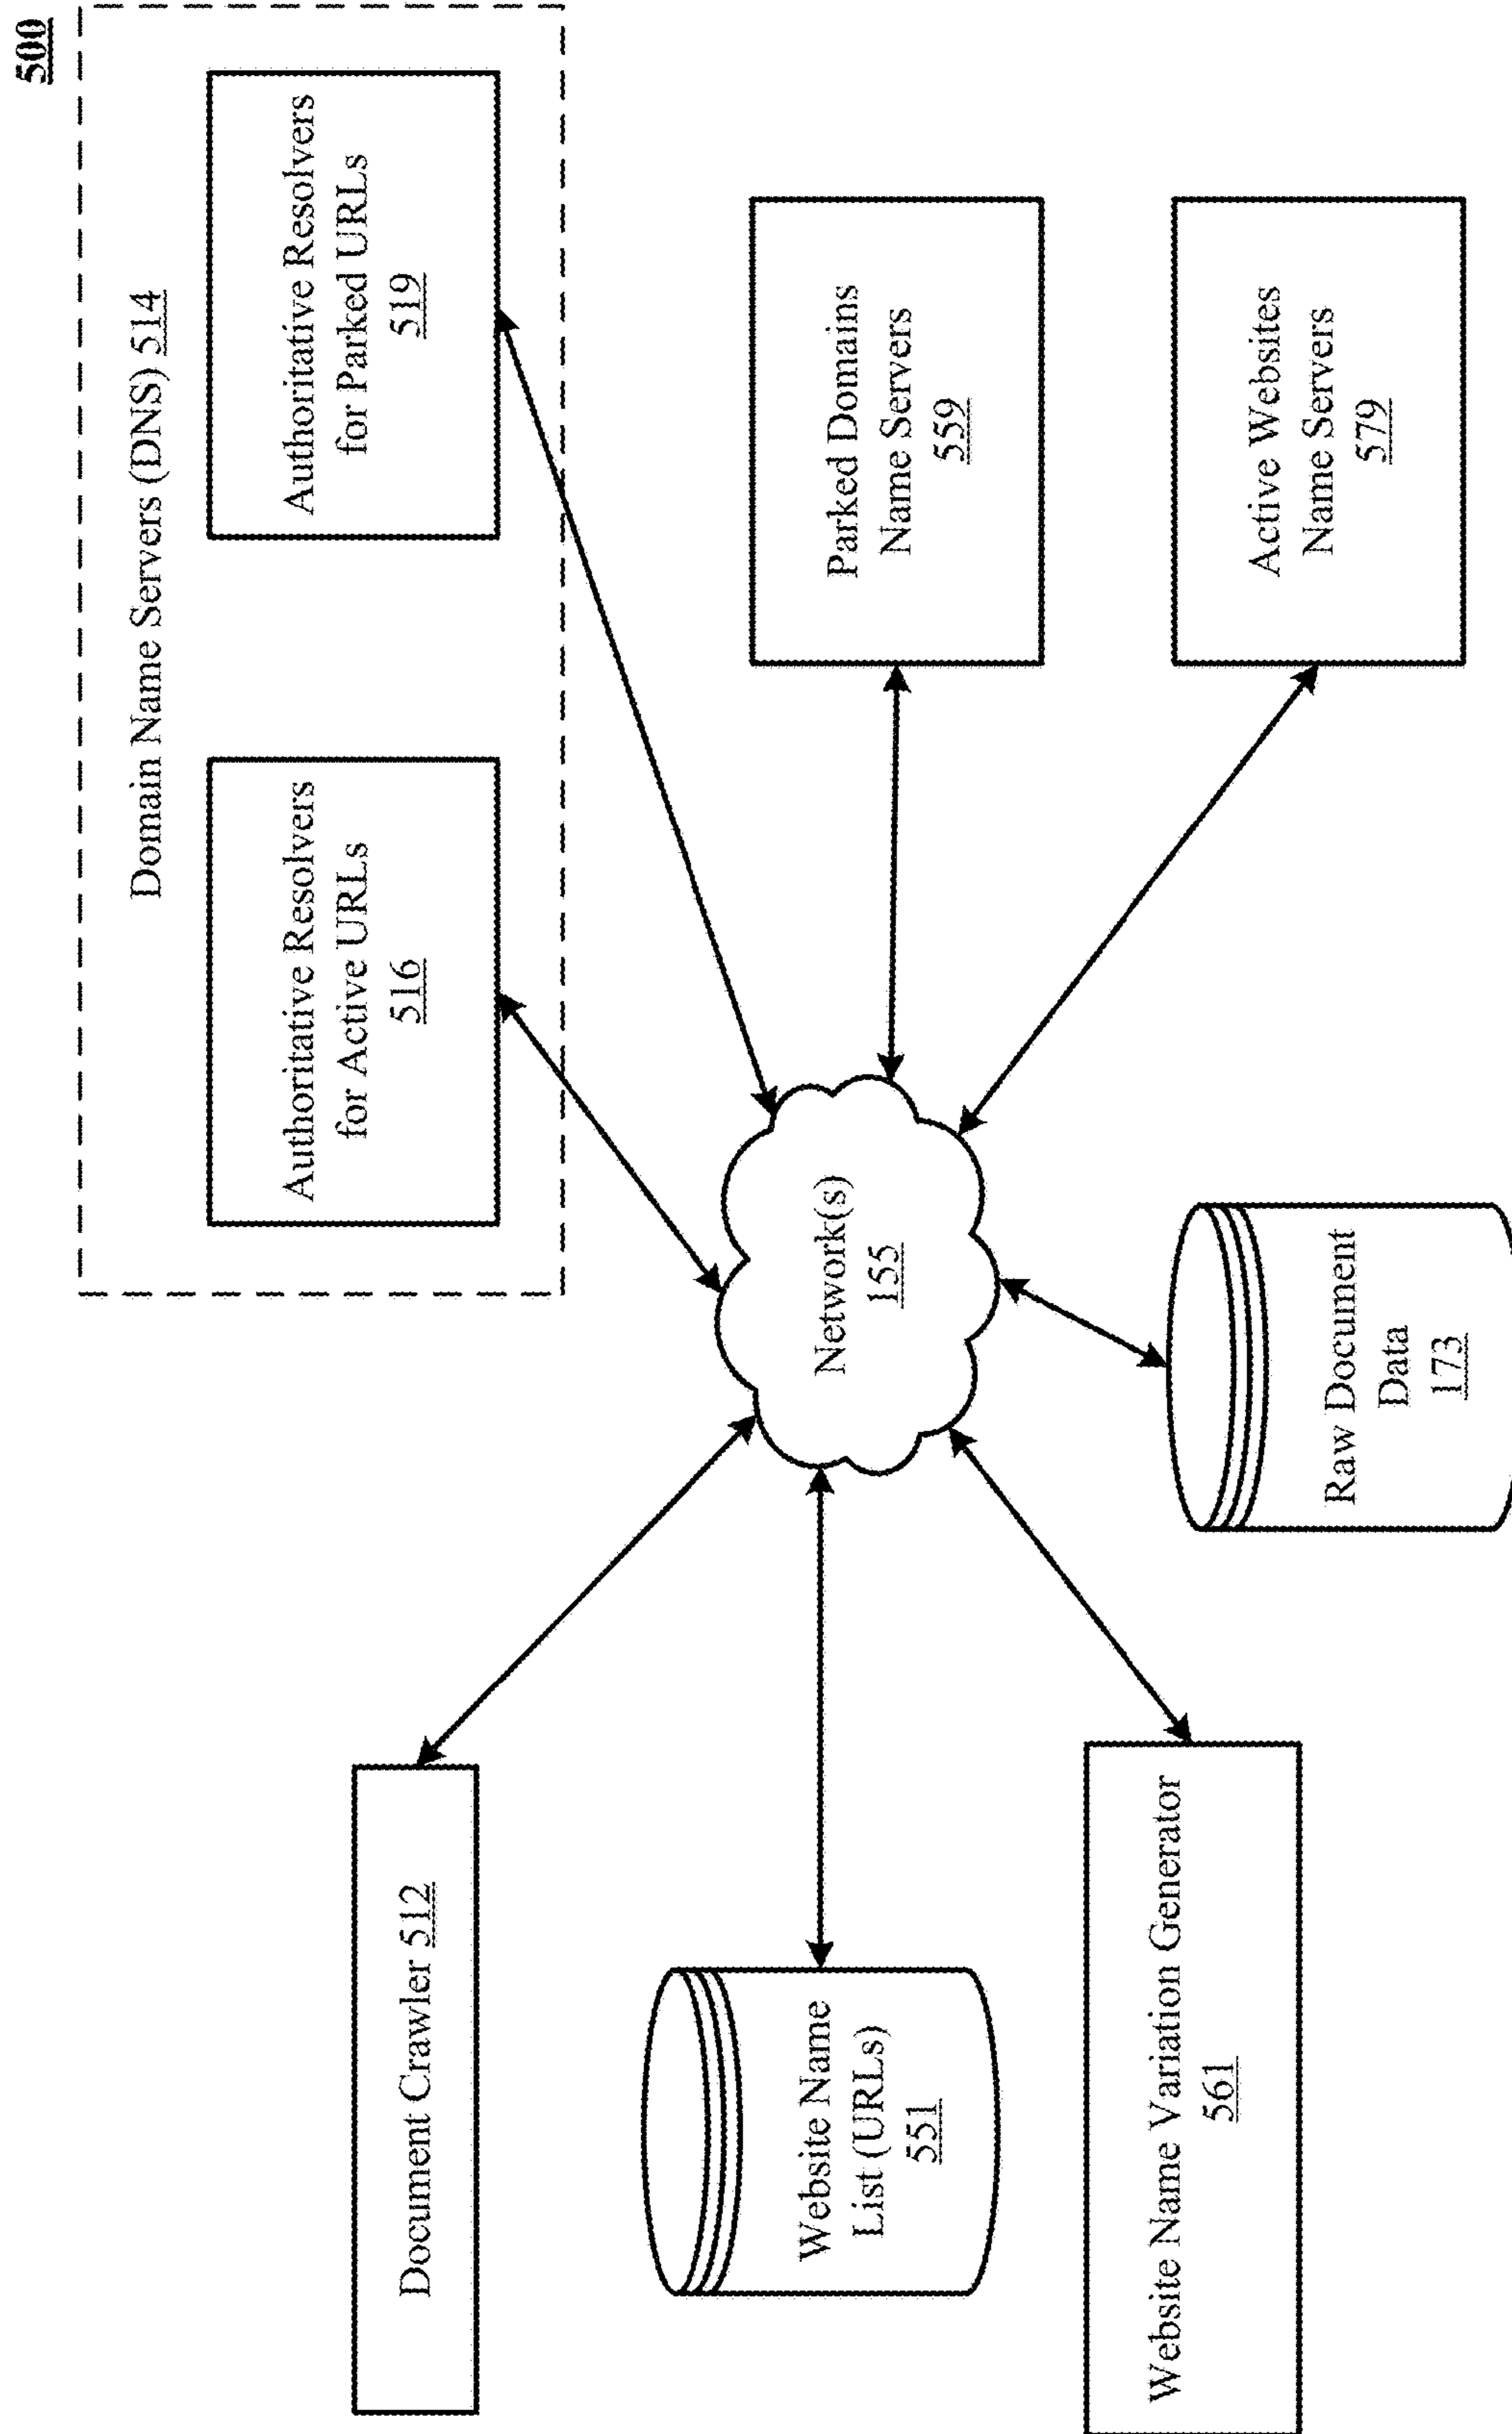 500
Domain Name Servers (DNS) 514
Authoritative Resolvers
for Active URLs
516
Authoritative Resolvers
for Parked URLs
519
Document Crawler 512
Website Name
List (URLs)
551
Network(s)
155
Parked Domains
Name Servers
559
Website Name Variation Generator
561
Raw Document
Data
173
Active Websites
Name Servers
579